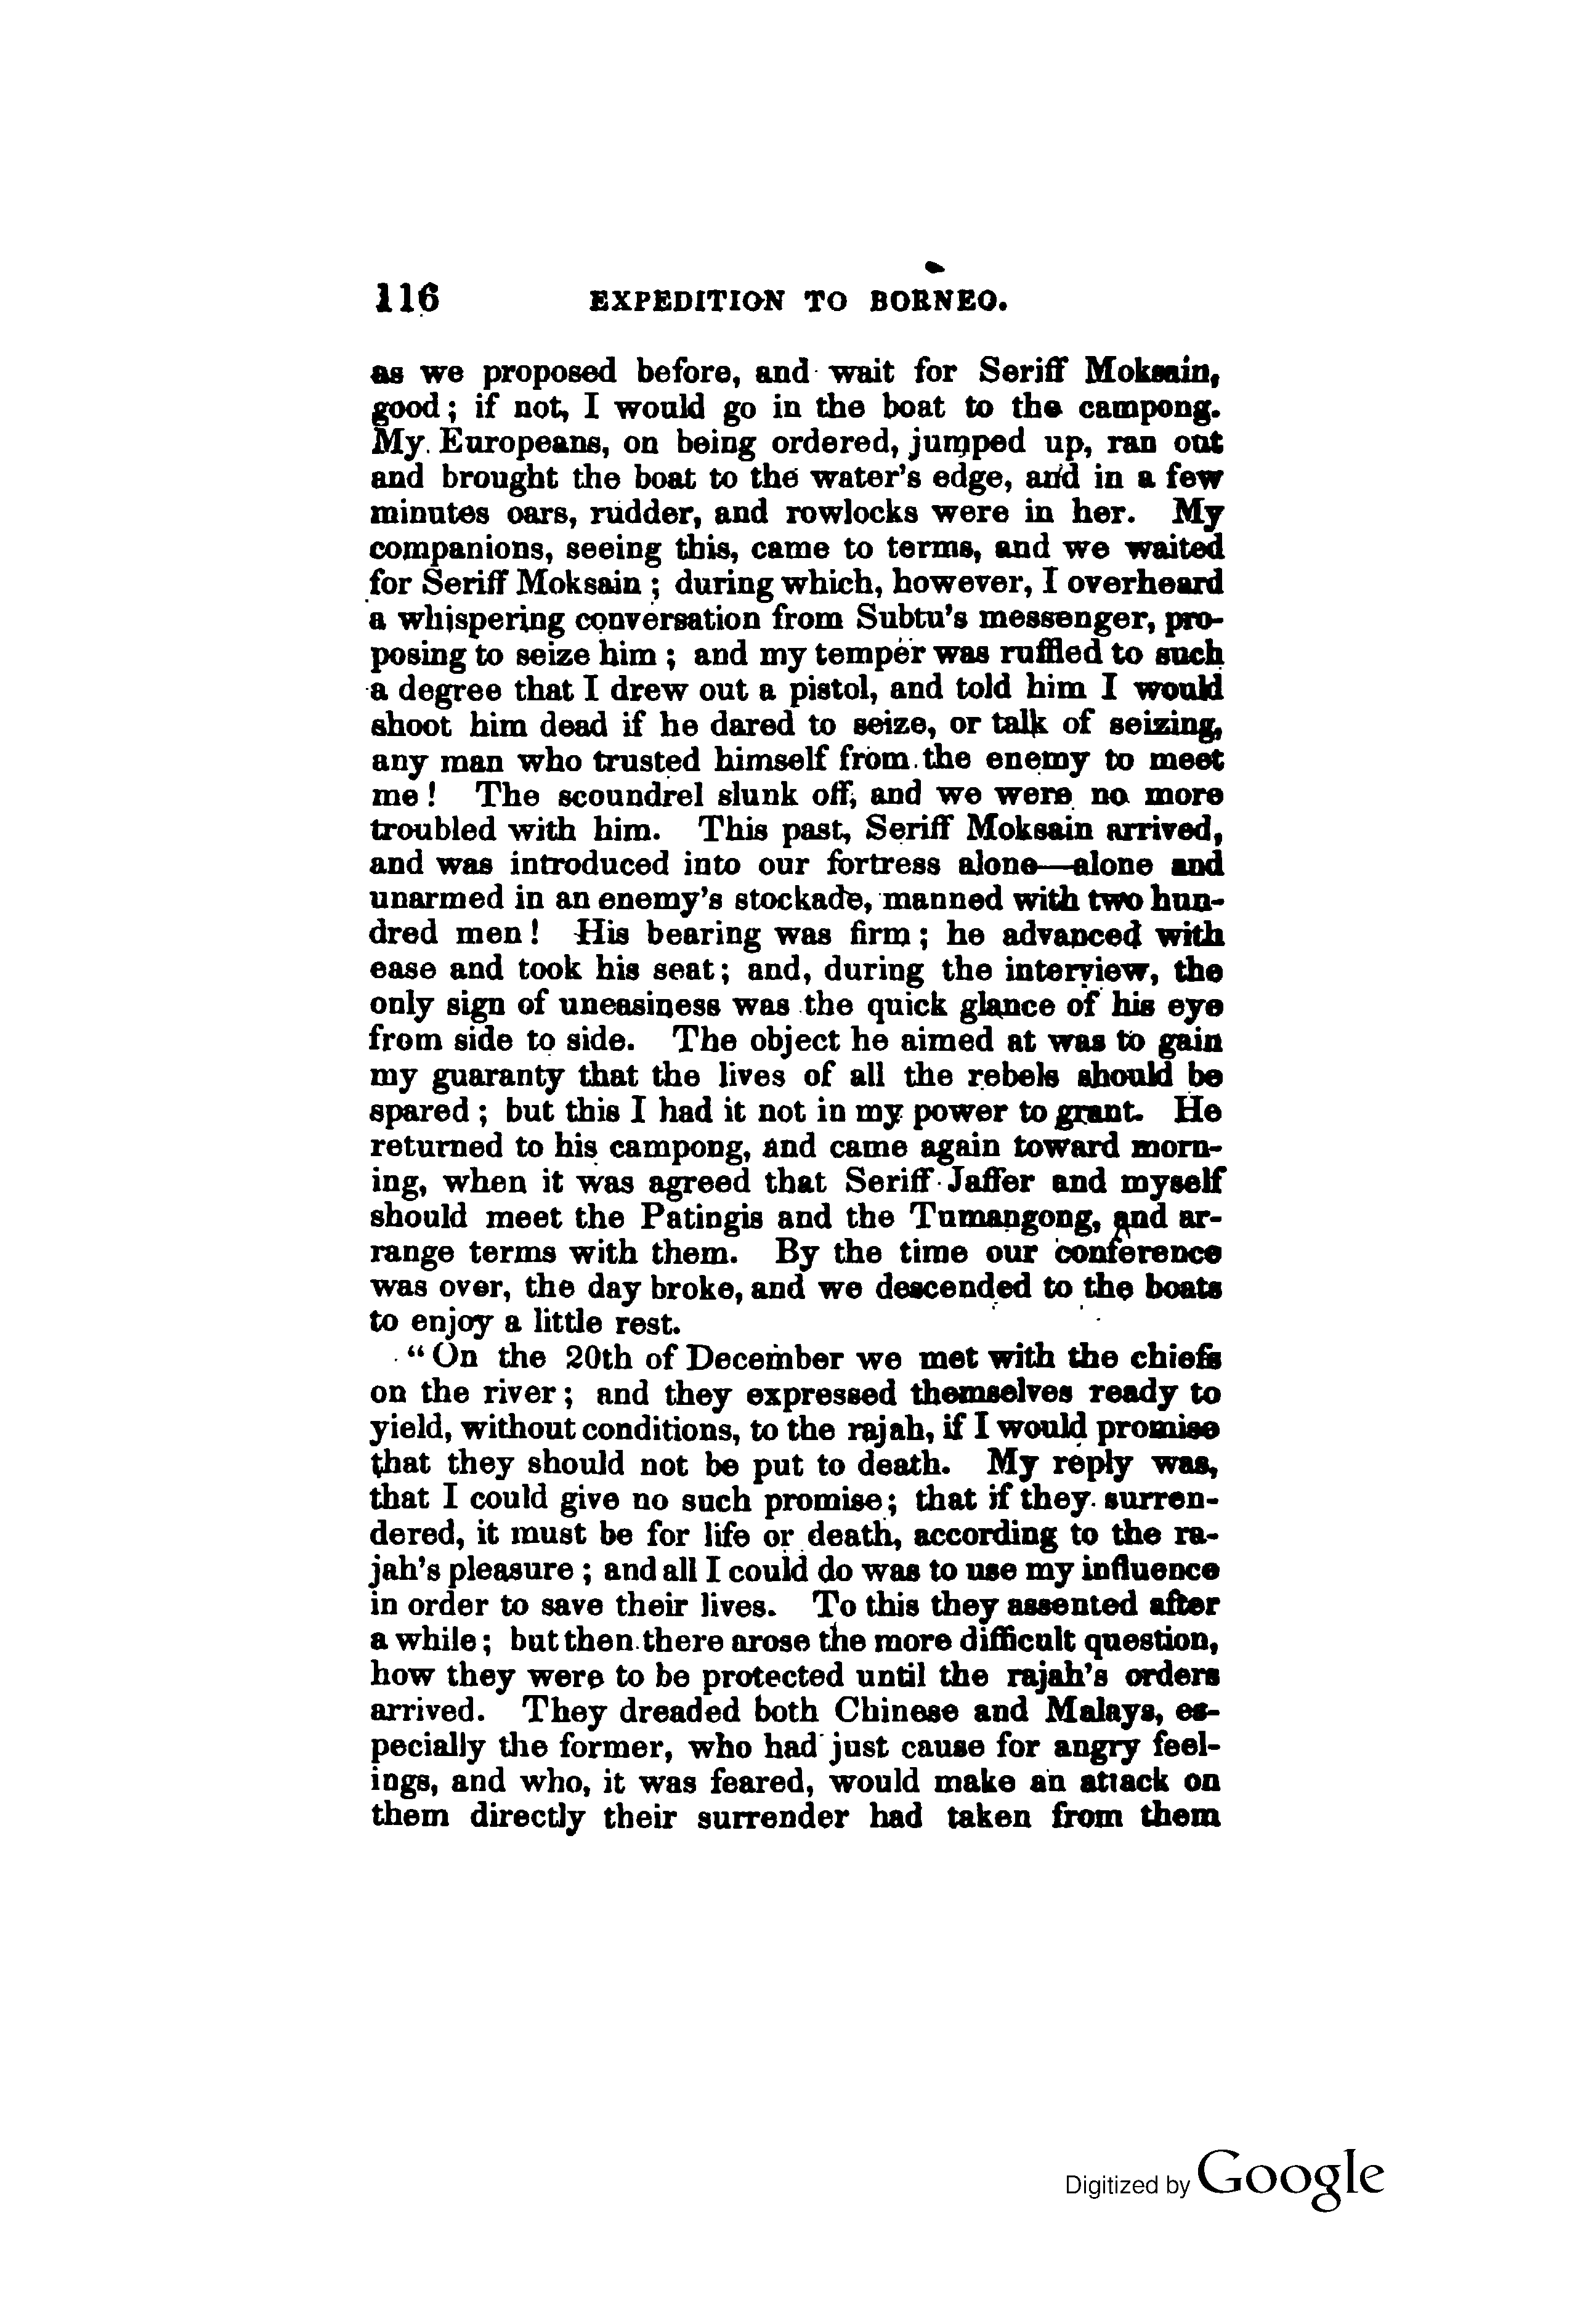 116 EXPEDITION TO BORNEO.
as we proposed before, and wait for Seriff Moksain,
good; if not, I would go in the boat to the campong.
My Europeans, on being ordered, jumped up, ran out
and brought the boat to the water's edge, and in a few
minutes oars, rudder, and rowlocks were in her. My
companions, seeing this, came to terms, and we waited
for Seriff Moksain; during which, however, I overheard
a whispering conversation from Subtu's messenger, pro-
posing to seize him; and my temper was ruffled to such
a degree that I drew out a pistol, and told him I would
shoot him dead if he dared to seize, or talk of seizing,
any man who trusted himself from the enemy to meet
me! The scoundrel slunk off, and we were no more
troubled with him. This past, Seriff Moksain arrived,
and was introduced into our fortress alone—alone and
unarmed in an enemy's stockade, manned with two hun-
dred men! His bearing was firm; he advanced with
ease and took his seat; and, during the interview, the
only sign of uneasiness was the quick glance of his eye
from side to side. The object he aimed at was to gain
my guaranty that the lives of all the rebels should be
spared; but this I had it not in my power to grant. He
returned to his campong, and came again toward morn-
ing, when it was agreed that Seriff Jaffer and myself
should meet the Patingis and the Tumangong, and ar-
range terms with them. By the time our conference
was over, the day broke, and we descended to the boats
to enjoy a little rest.
"On the 20th of December we met with the chiefs
on the river; and they expressed themselves ready to
yield, without conditions, to the rajah, if I would promise
that they should not be put to death. My reply was,
that I could give no such promise; that if they surren-
dered, it must be for life or death, according to the ra-
jah's pleasure; and all I could do was to use my influence
in order to save their lives. To this they assented after
a while; but then there arose the more difficult question,
how they were to be protected until the rajah's orders
arrived. They dreaded both Chinese and Malays, es-
pecially the former, who had just cause for angry feel-
ings, and who, it was feared, would make an attack on
them directly their surrender had taken from them
Digitized by Google